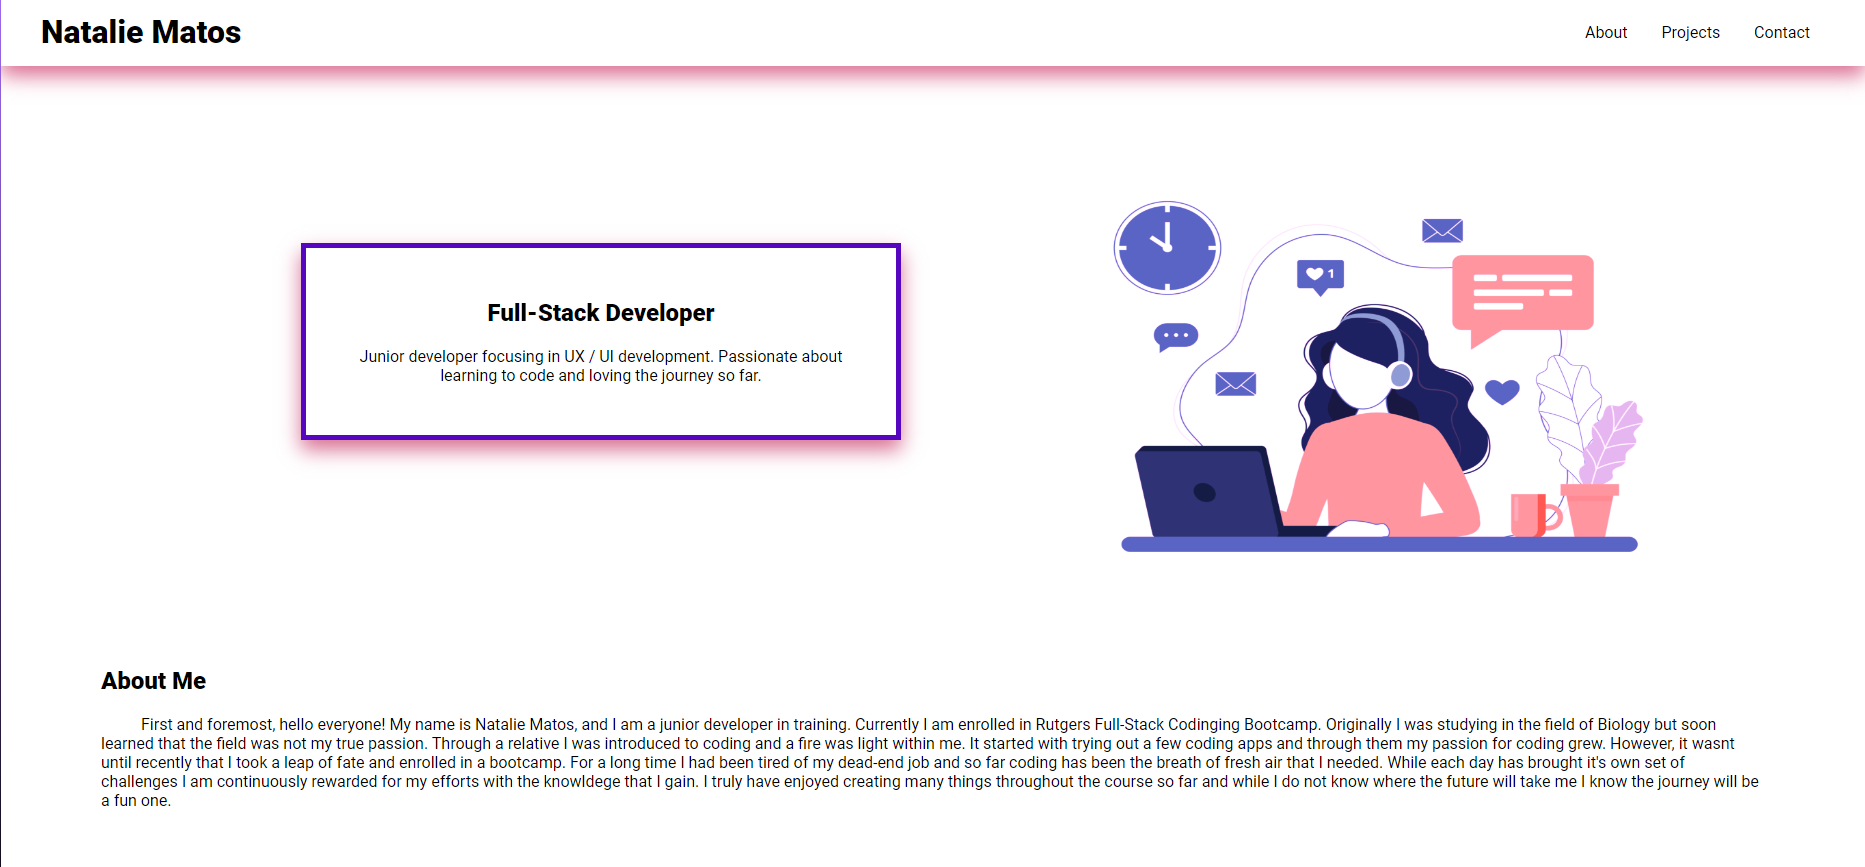 Natalie Matos
About Projects Contact
Full-Stack Developer
Junior developer focusing in UX / UI development. Passionate about
learning to code and loving the journey so far.
1
About Me
First and foremost, hello everyone! My name is Natalie Matos, and I am a junior developer in training. Currently I am enrolled in Rutgers Full-Stack Codinging Bootcamp. Originally I was studying in the field of Biology but soon
learned that the field was not my true passion. Through a relative I was introduced to coding and a fire was light within me. It started with trying out a few coding apps and through them my passion for coding grew. However, it wasnt
until recently that I took a leap of fate and enrolled in a bootcamp. For a long time I had been tired of my dead-end job and so far coding has been the breath of fresh air that I needed. While each day has brought it's own set of
challenges I am continuously rewarded for my efforts with the knowldege that I gain. I truly have enjoyed creating many things throughout the course so far and while I do not know where the future will take me I know the journey will be
a fun one.